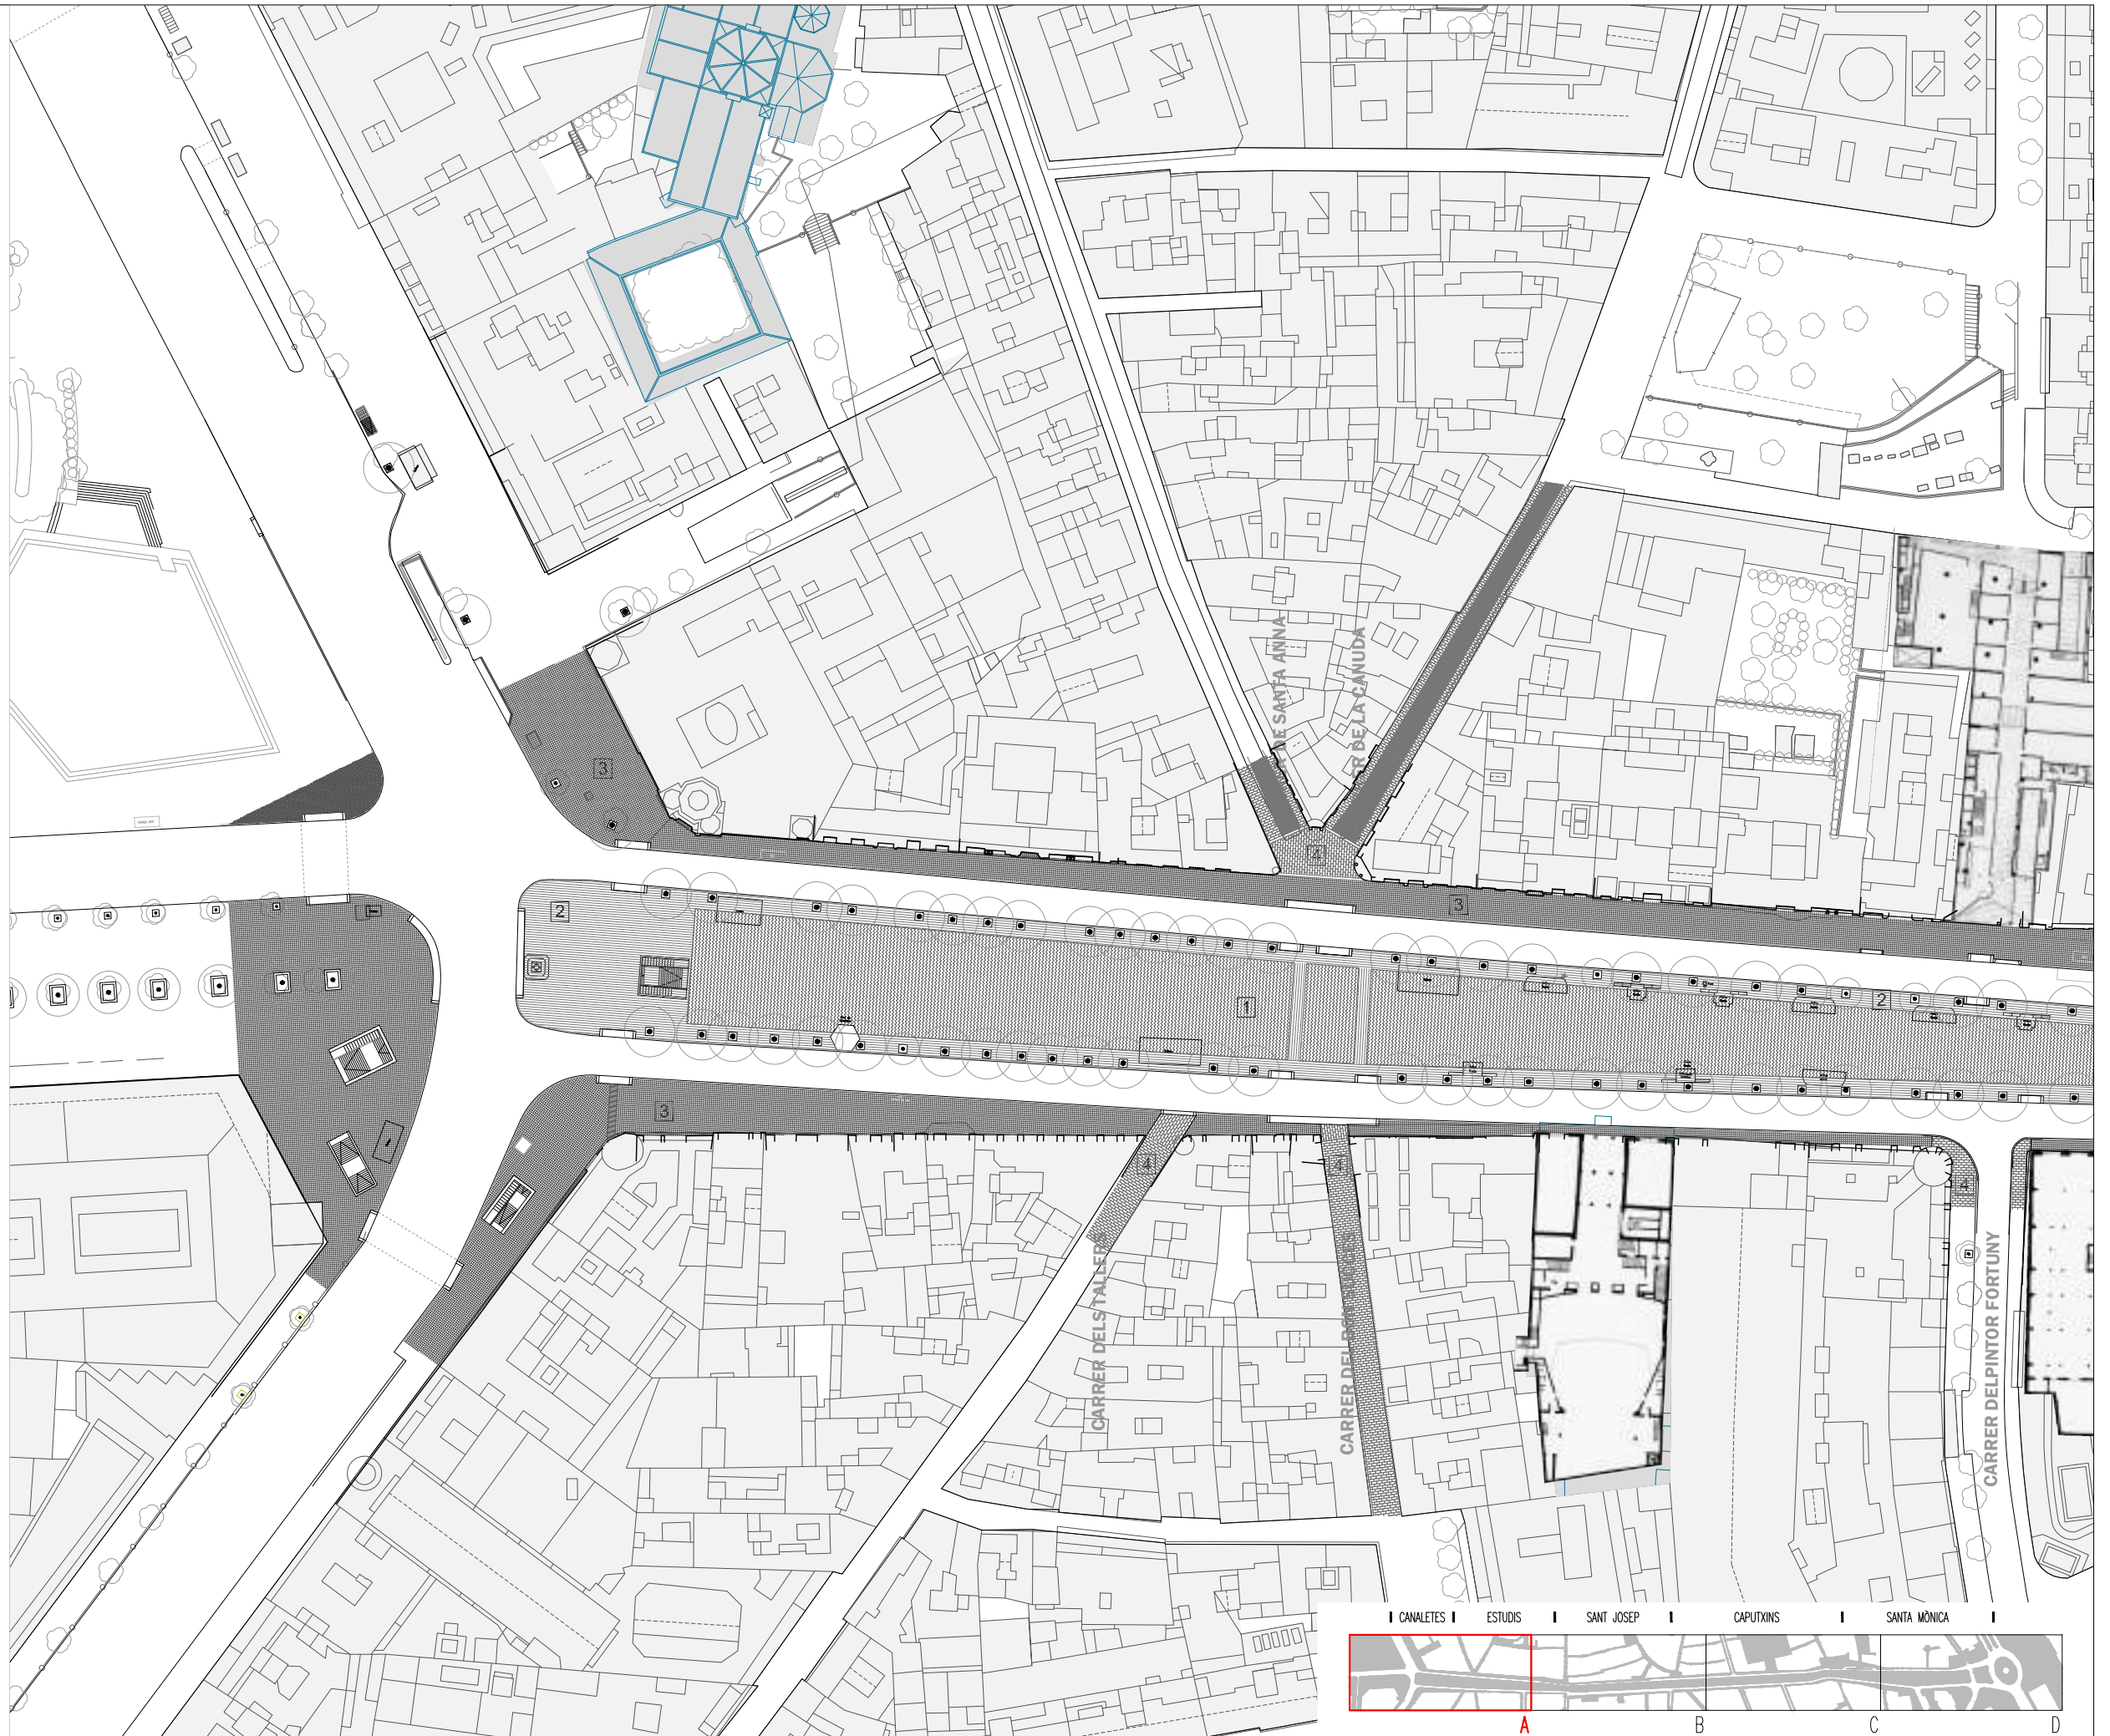 DE SANTA ANNA
ER DE LA CANUDA
3
4
3
2
1
2
3
4
4
4
CARRER DELS TALLERS
CARRER DEL
CARRER DELPINTOR FORTUNY
CANALETES
ESTUDIS
SANT JOSEP
CAPUTXINS
SANTA MÒNICA
A
B
C
D